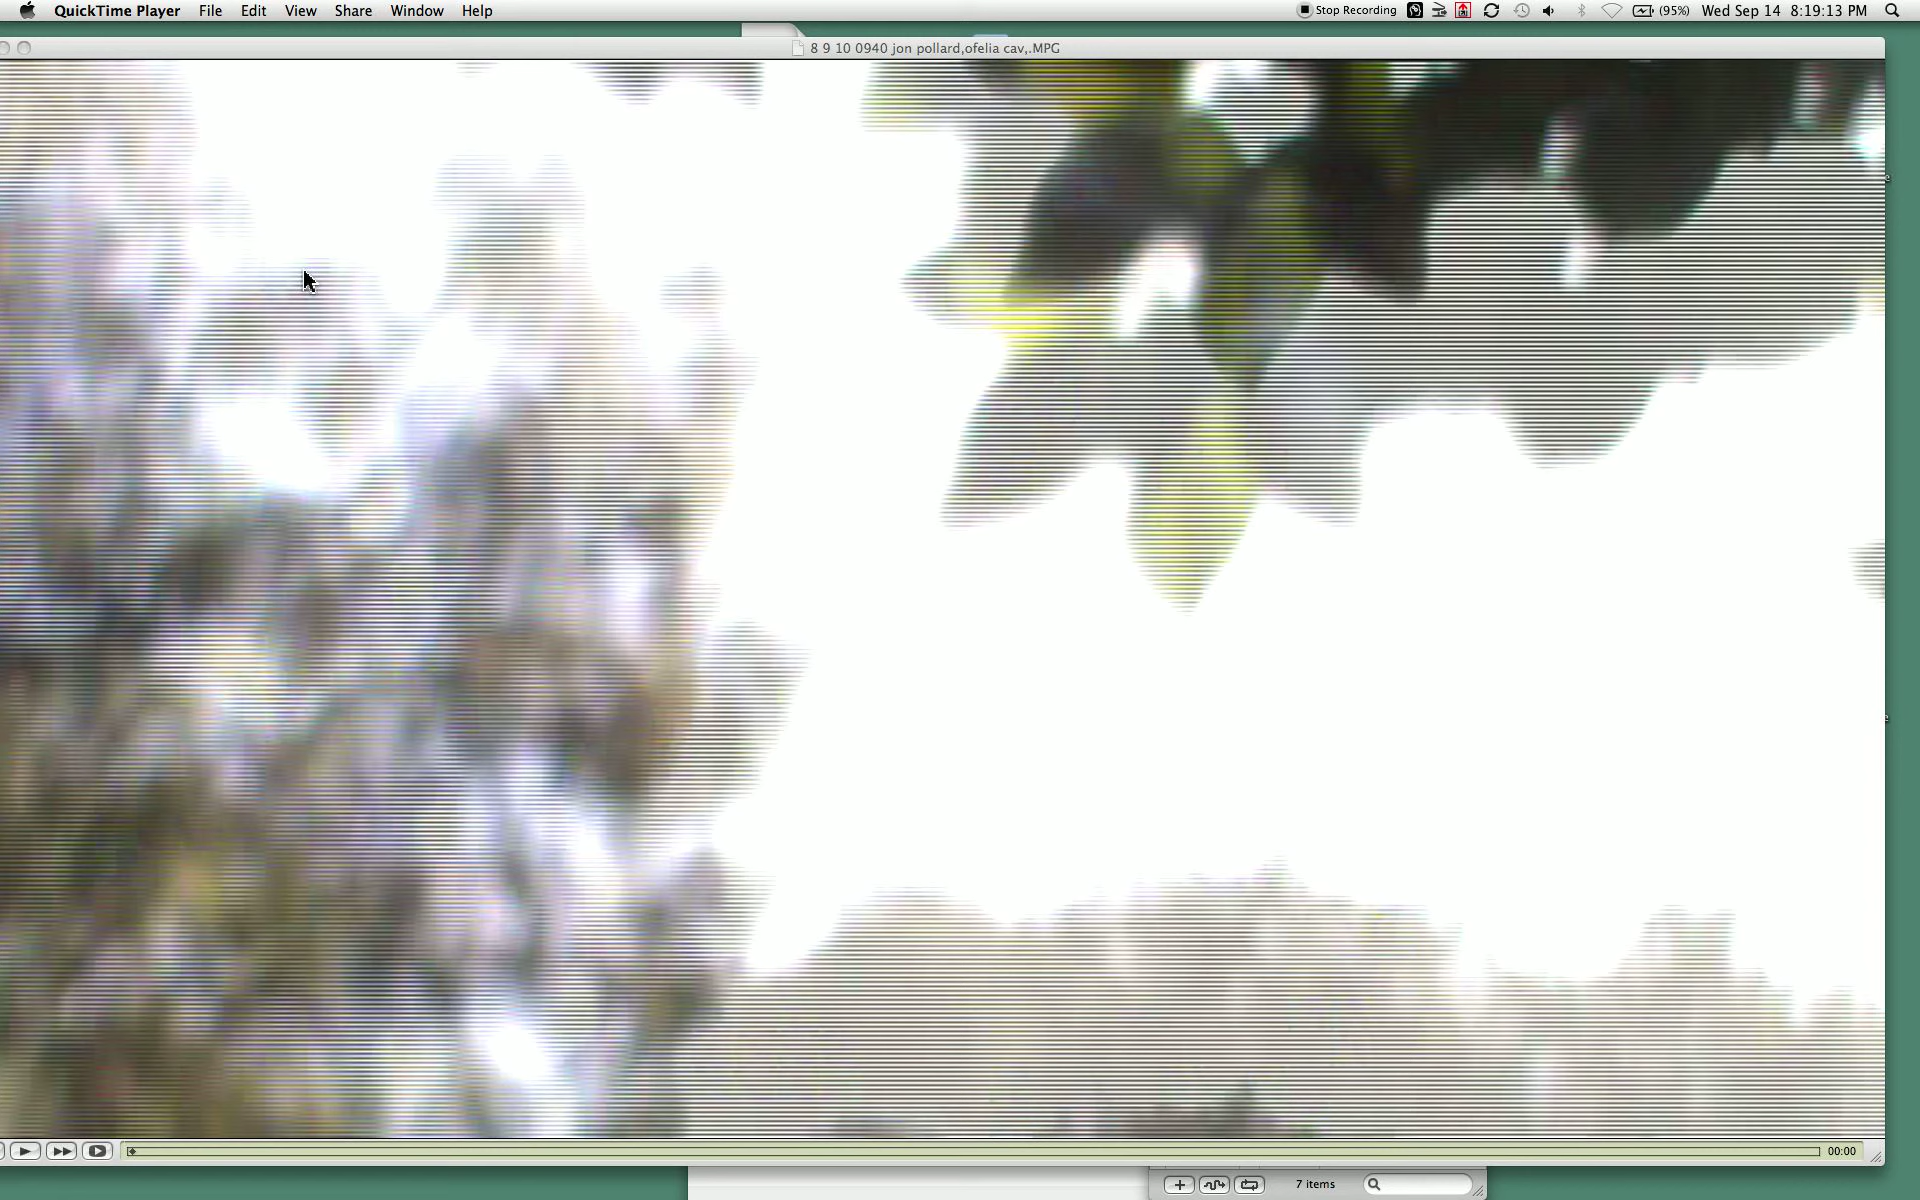 QuickTime Player File Edit View Share Window Help Stop Recording (95%) Wed Sep 14 8:19:13 PM
8 9 10 0940 jon pollard,ofelia cav,.MPG
e
e
00:00
7 items